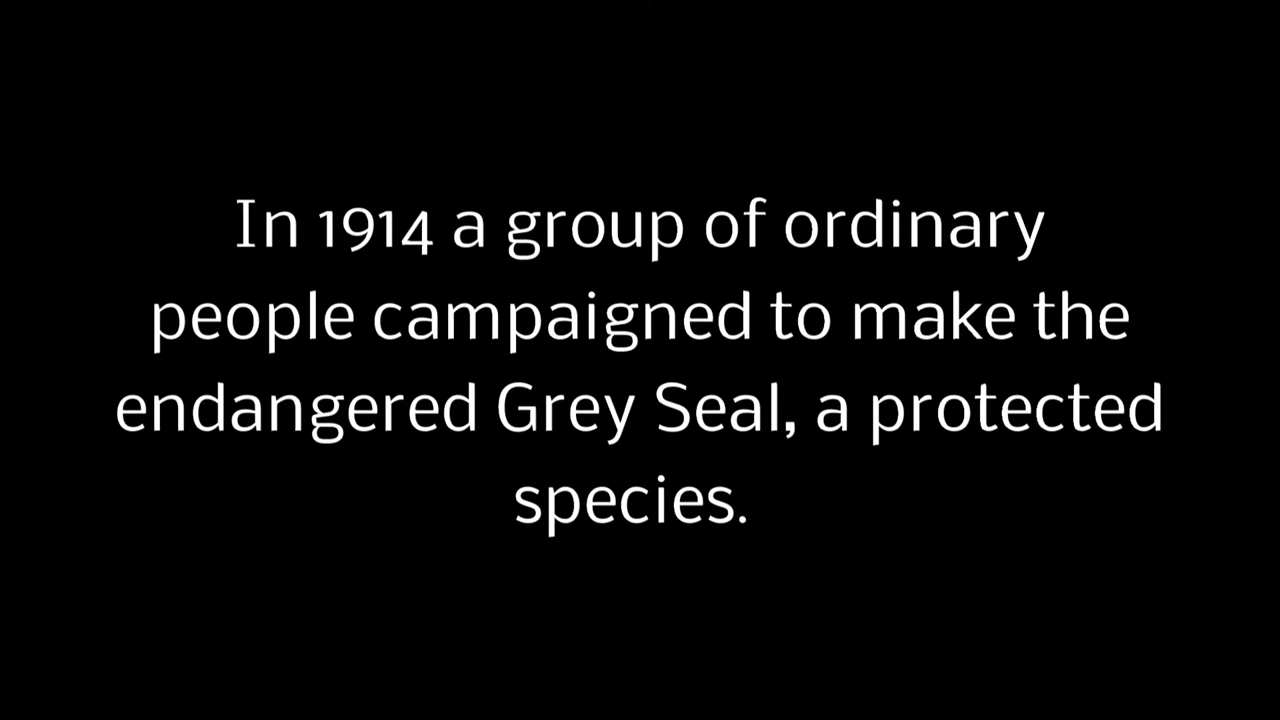 In 1914 a group of ordinary
people campaigned to make the
endangered Grey Seal, a protected
species.